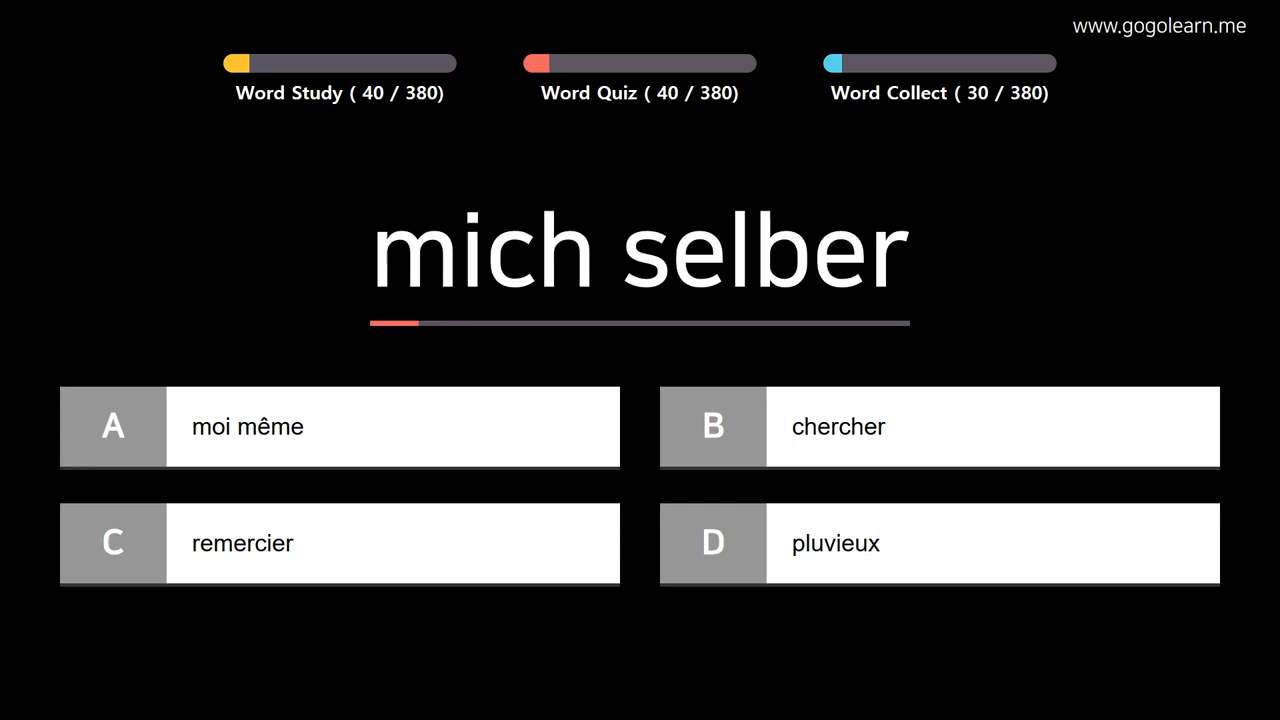 www.gogolearn.me
Word Study ( 40 / 380)
Word Quiz ( 40 / 380)
Word Collect ( 30 / 380)
mich selber
A moi même
B chercher
C remercier
D pluvieux